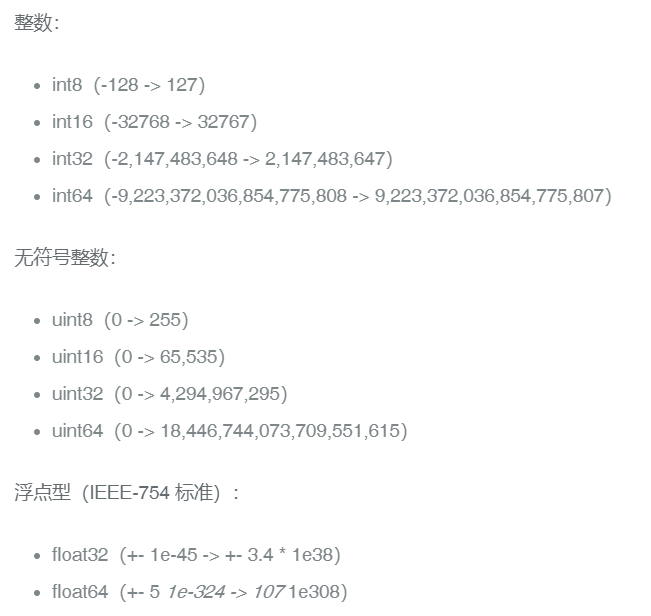 整数：
int8（-128 -> 127）
int16（-32768 -> 32767）
int32（-2,147,483,648 -> 2,147,483,647）
int64（-9,223,372,036,854,775,808 -> 9,223,372,036,854,775,807）
无符号整数：
uint8（0 -> 255）
uint16（0 -> 65,535）
uint32（0 -> 4,294,967,295）
uint64（0 -> 18,446,744,073,709,551,615）
浮点型（IEEE-754 标准）：
float32（+- 1e-45 -> +- 3.4 * 1e38）
float64（+- 5 1e-324 -> 107 1e308）